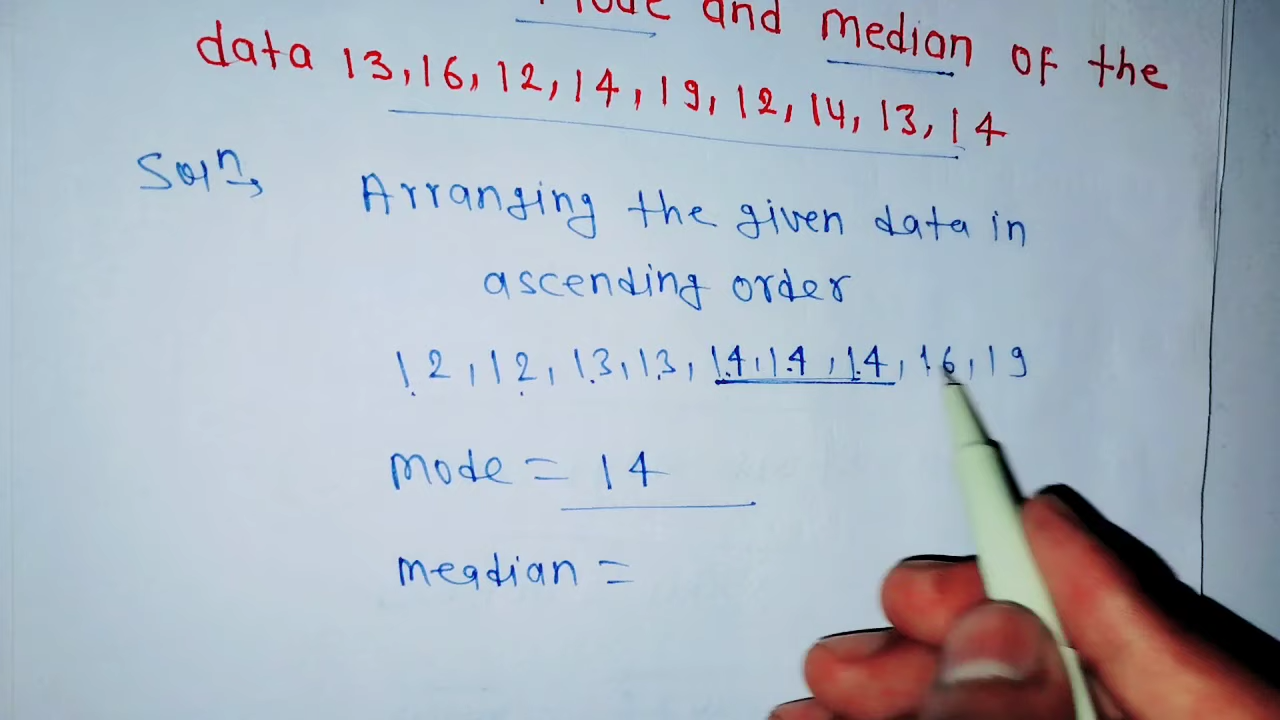 and median of the
data 13, 16, 12, 14, 19, 12, 14, 13, 14
Soln→ Arranging the given data in
ascending order
12, 12, 13, 13, 14, 14, 14, 16, 19
mode = 14
meadian =